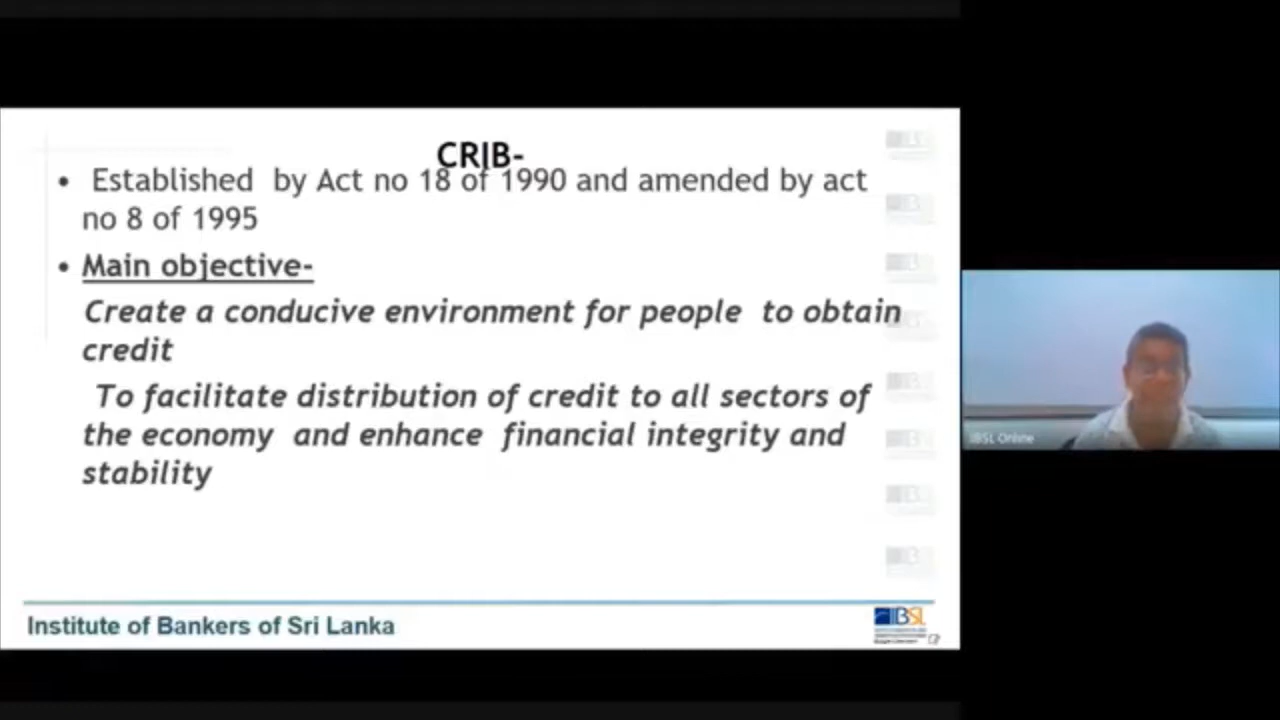 CRIB-
• Established by Act no 18 of 1990 and amended by act
no 8 of 1995
• Main objective-
Create a conducive environment for people to obtain
credit
To facilitate distribution of credit to all sectors of
the economy and enhance financial integrity and
stability
Institute of Bankers of Sri Lanka
IBSL
IBSL Online